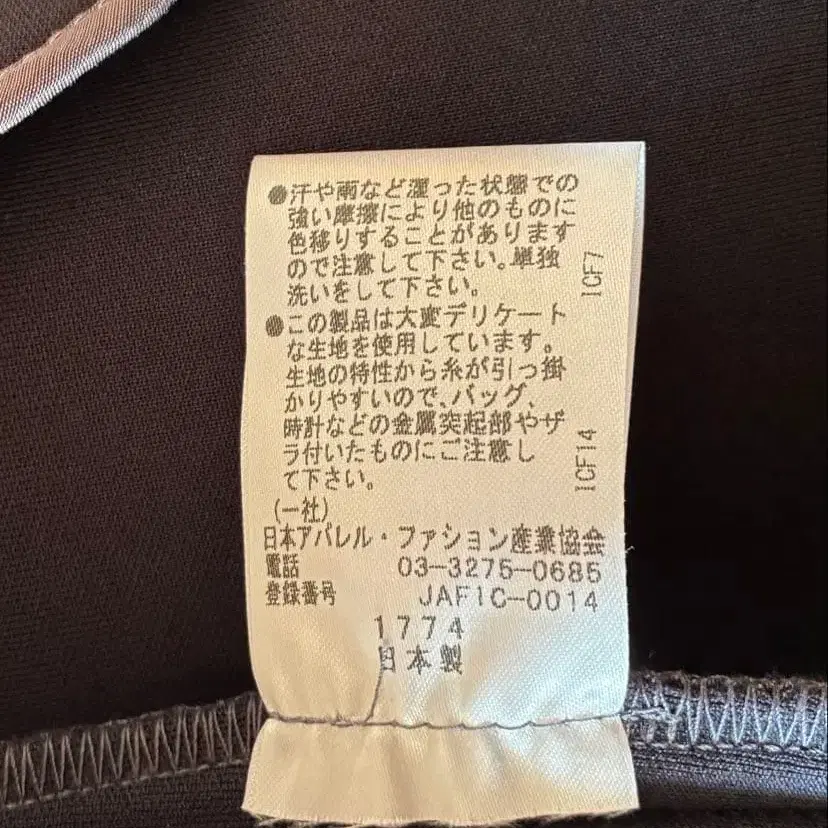 ●汗や雨など湿った状態での
強い摩擦により他のものに
色移りすることがあります
ので注意して下さい。単独
洗いをして下さい。
ICF7
●この製品は大変デリケート
な生地を使用しています。
生地の特性から糸が引っ掛
かりやすいので、バッグ、
時計などの金属突起部やザ
ラ付いたものにご注意し
て下さい。
ICF14
(一社)
日本アパレル・ファション産業協会
電話 03-3275-0685
登録番号 JAFIC-0014
1774
日本製